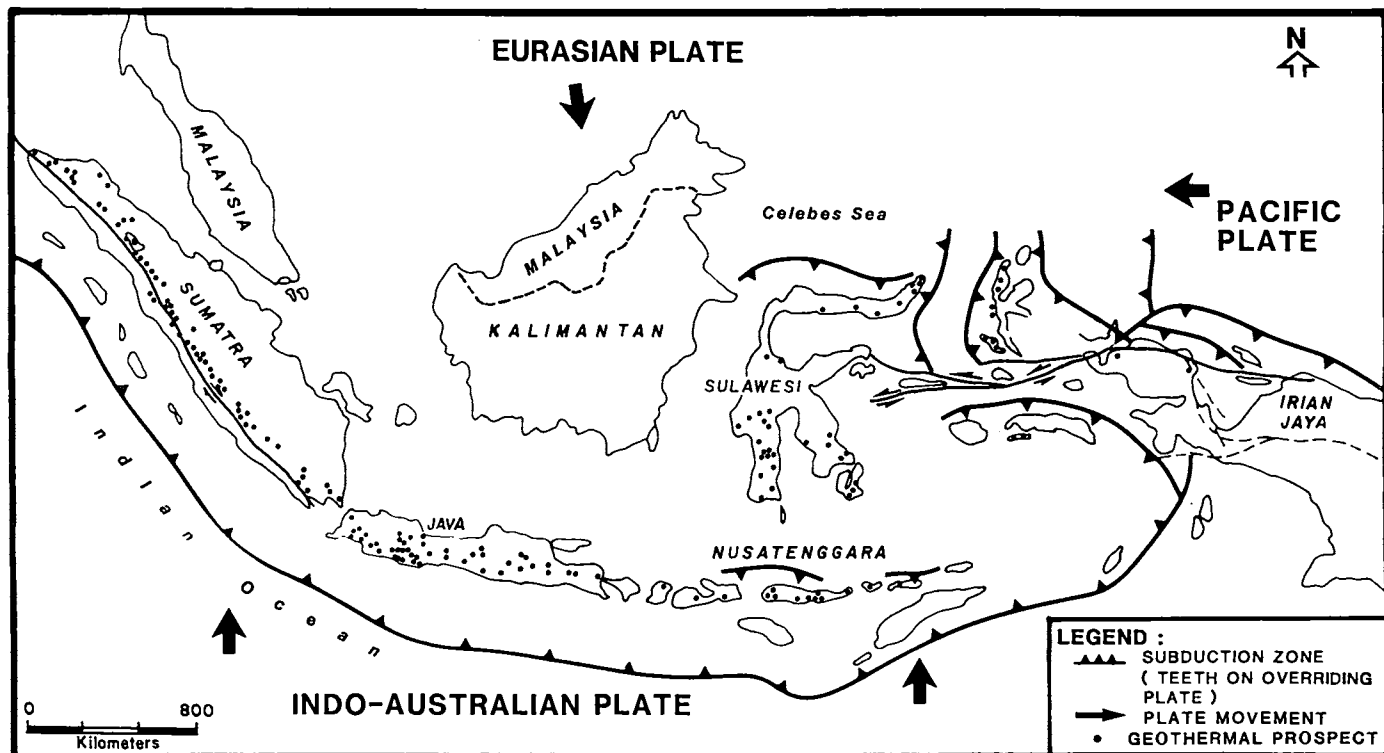 EURASIAN PLATE
N
MALAYSIA
MALAYSIA
Celebes Sea
PACIFIC
PLATE
SUMATRA
KALIMANTAN
SULAWESI
IRIAN
JAYA
Indian Ocean
JAVA
NUSATENGGARA
INDO-AUSTRALIAN PLATE
0 800
Kilometers
LEGEND :
SUBDUCTION ZONE
( TEETH ON OVERRIDING
PLATE )
PLATE MOVEMENT
GEOTHERMAL PROSPECT